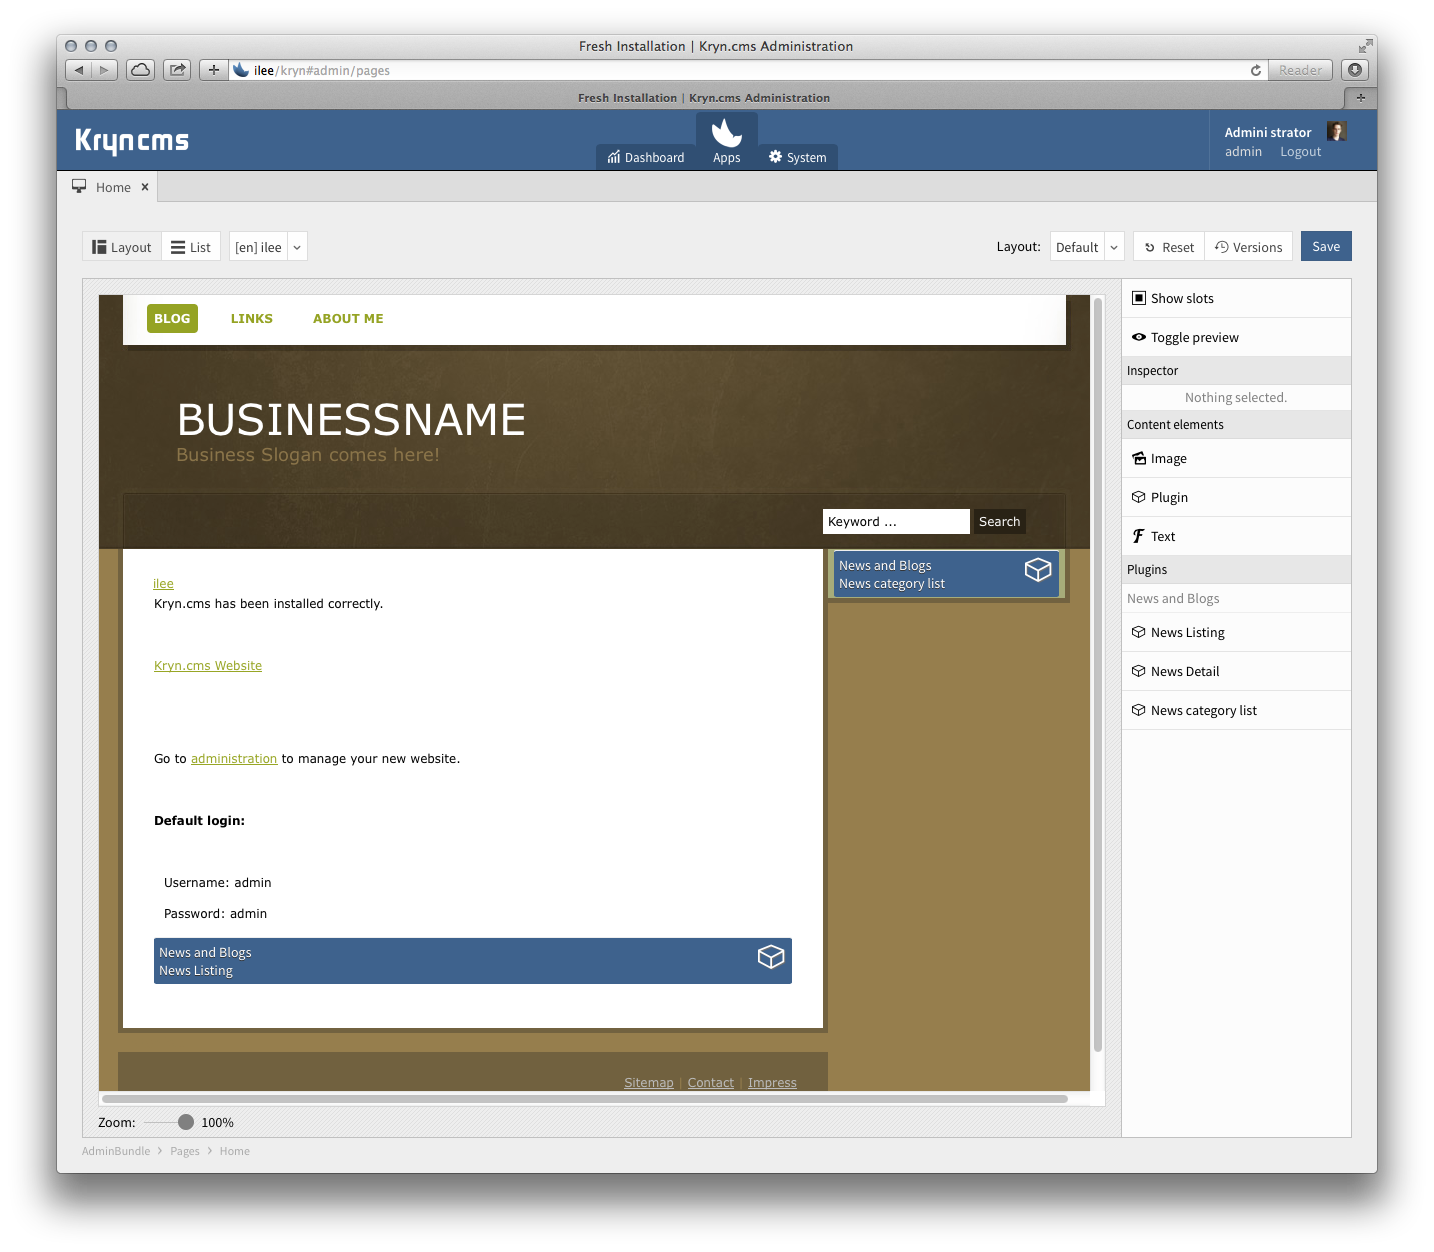 Fresh Installation | Kryn.cms Administration
ilee/kryn#admin/pages
Reader
Fresh Installation | Kryn.cms Administration
Kryncms
Dashboard
Apps
System
Admini strator
admin Logout
Home
Layout
List
[en] ilee
Layout:
Default
Reset
Versions
Save
BLOG
LINKS
ABOUT ME
BUSINESSNAME
Business Slogan comes here!
Keyword ...
Search
ilee
Kryn.cms has been installed correctly.
Kryn.cms Website
Go to administration to manage your new website.
Default login:
Username: admin
Password: admin
News and Blogs
News Listing
News and Blogs
News category list
Sitemap | Contact | Impress
Zoom:
100%
Show slots
Toggle preview
Inspector
Nothing selected.
Content elements
Image
Plugin
Text
Plugins
News and Blogs
News Listing
News Detail
News category list
AdminBundle > Pages > Home